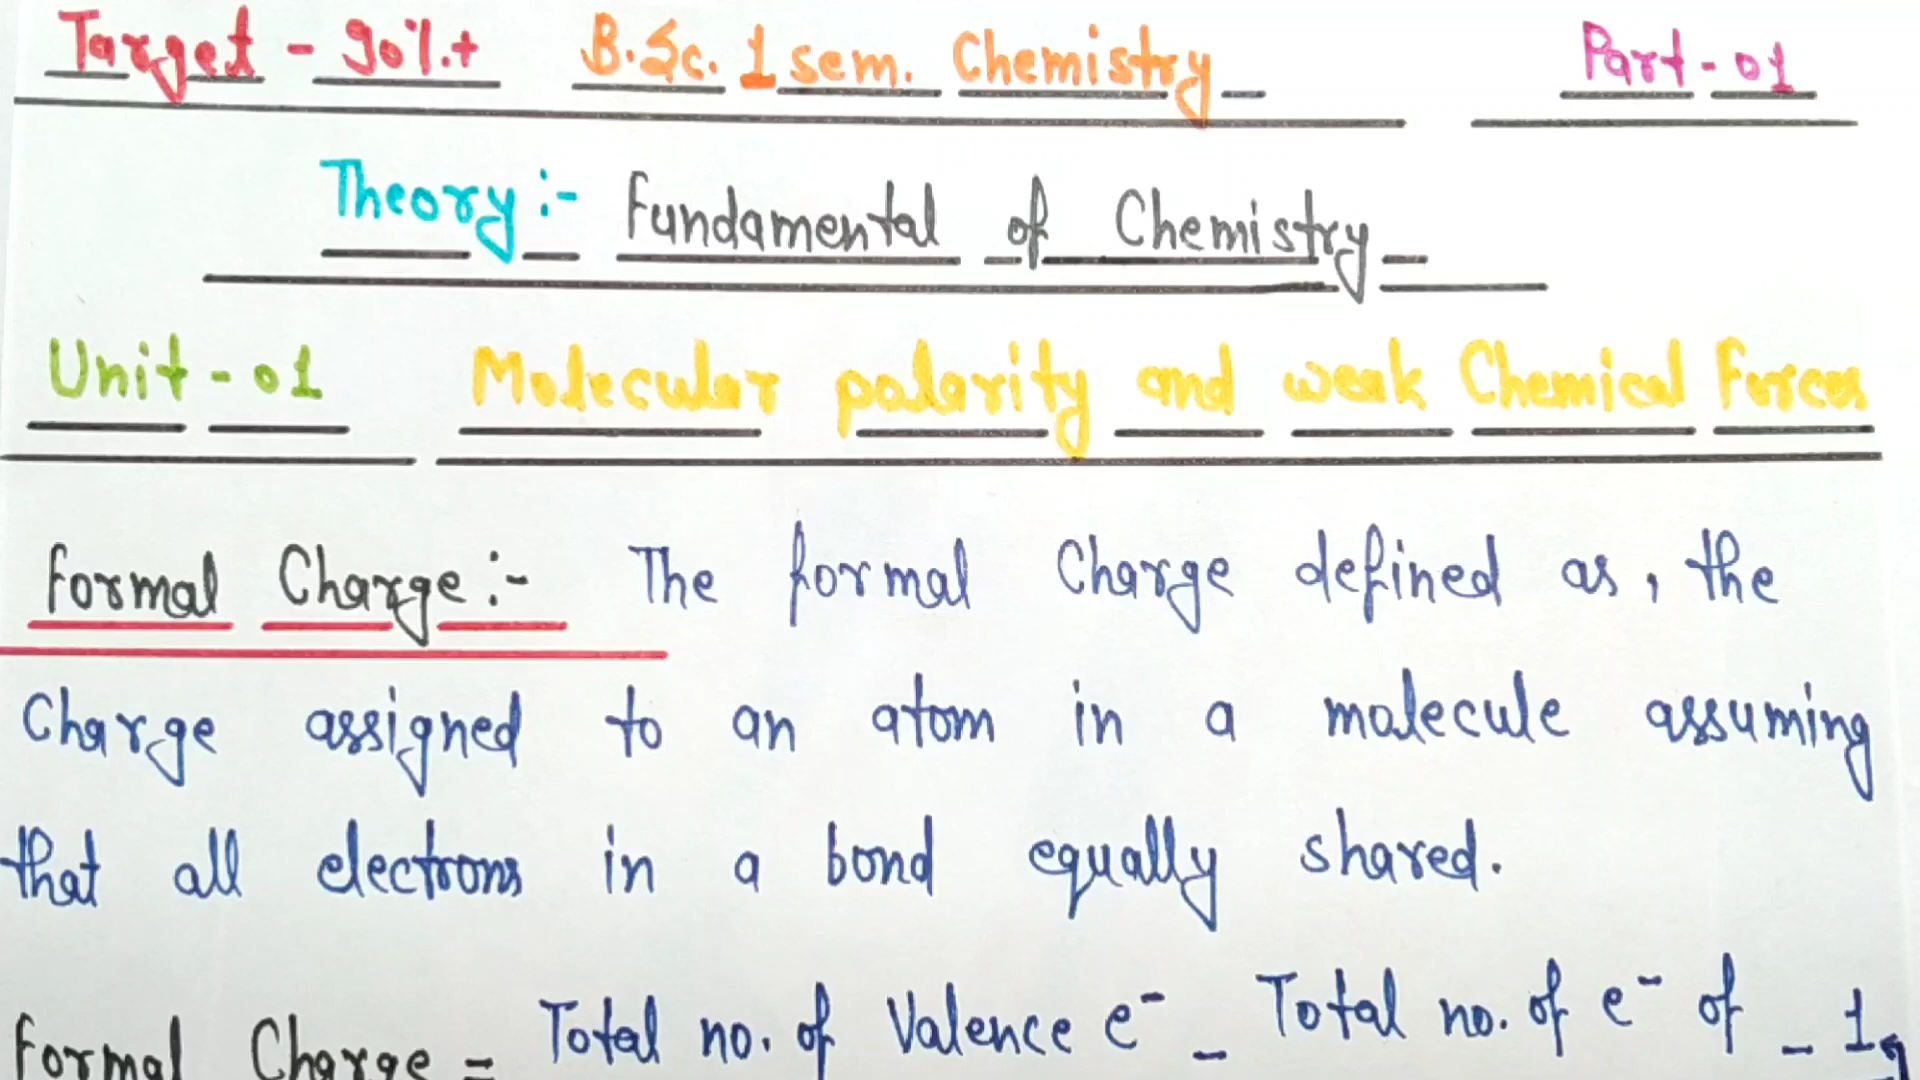 Target - 90%+ B.Sc. 1 sem. Chemistry Part-01
Theory :- Fundamental of Chemistry
Unit-01 Molecular polarity and weak Chemical Forces
Formal Charge :- The formal Charge defined as, the
Charge assigned to an atom in a molecule assuming
that all electrons in a bond equally shared.
Formal Charge = Total no. of Valence e⁻ - Total no. of e⁻ of - 1